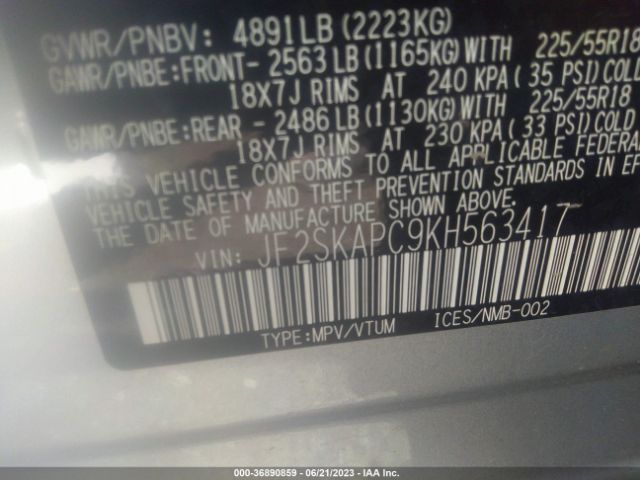 GVWR/PNBV: 4891LB(2223KG)
GAWR/PNBE:FRONT-2563LB(1165KG)WITH 225/55R18
18X7J RIMS AT 240 KPA(35 PSI)COLD
GAWR/PNBE:REAR -2486LB(1130KG)WITH 225/55R18
18X7J RIMS AT 230 KPA(33 PSI)COLD
THIS VEHICLE CONFORMS TO ALL APPLICABLE FEDERAL
VEHICLE SAFETY AND THEFT PREVENTION STANDARDS IN EF
THE DATE OF MANUFACTURE SHOWN ABOVE.
VIN: JF2SKAPC9KH563417
TYPE:MPV/VTUM ICES/NMB-002
000-36890859 - 06/21/2023 - IAA Inc.